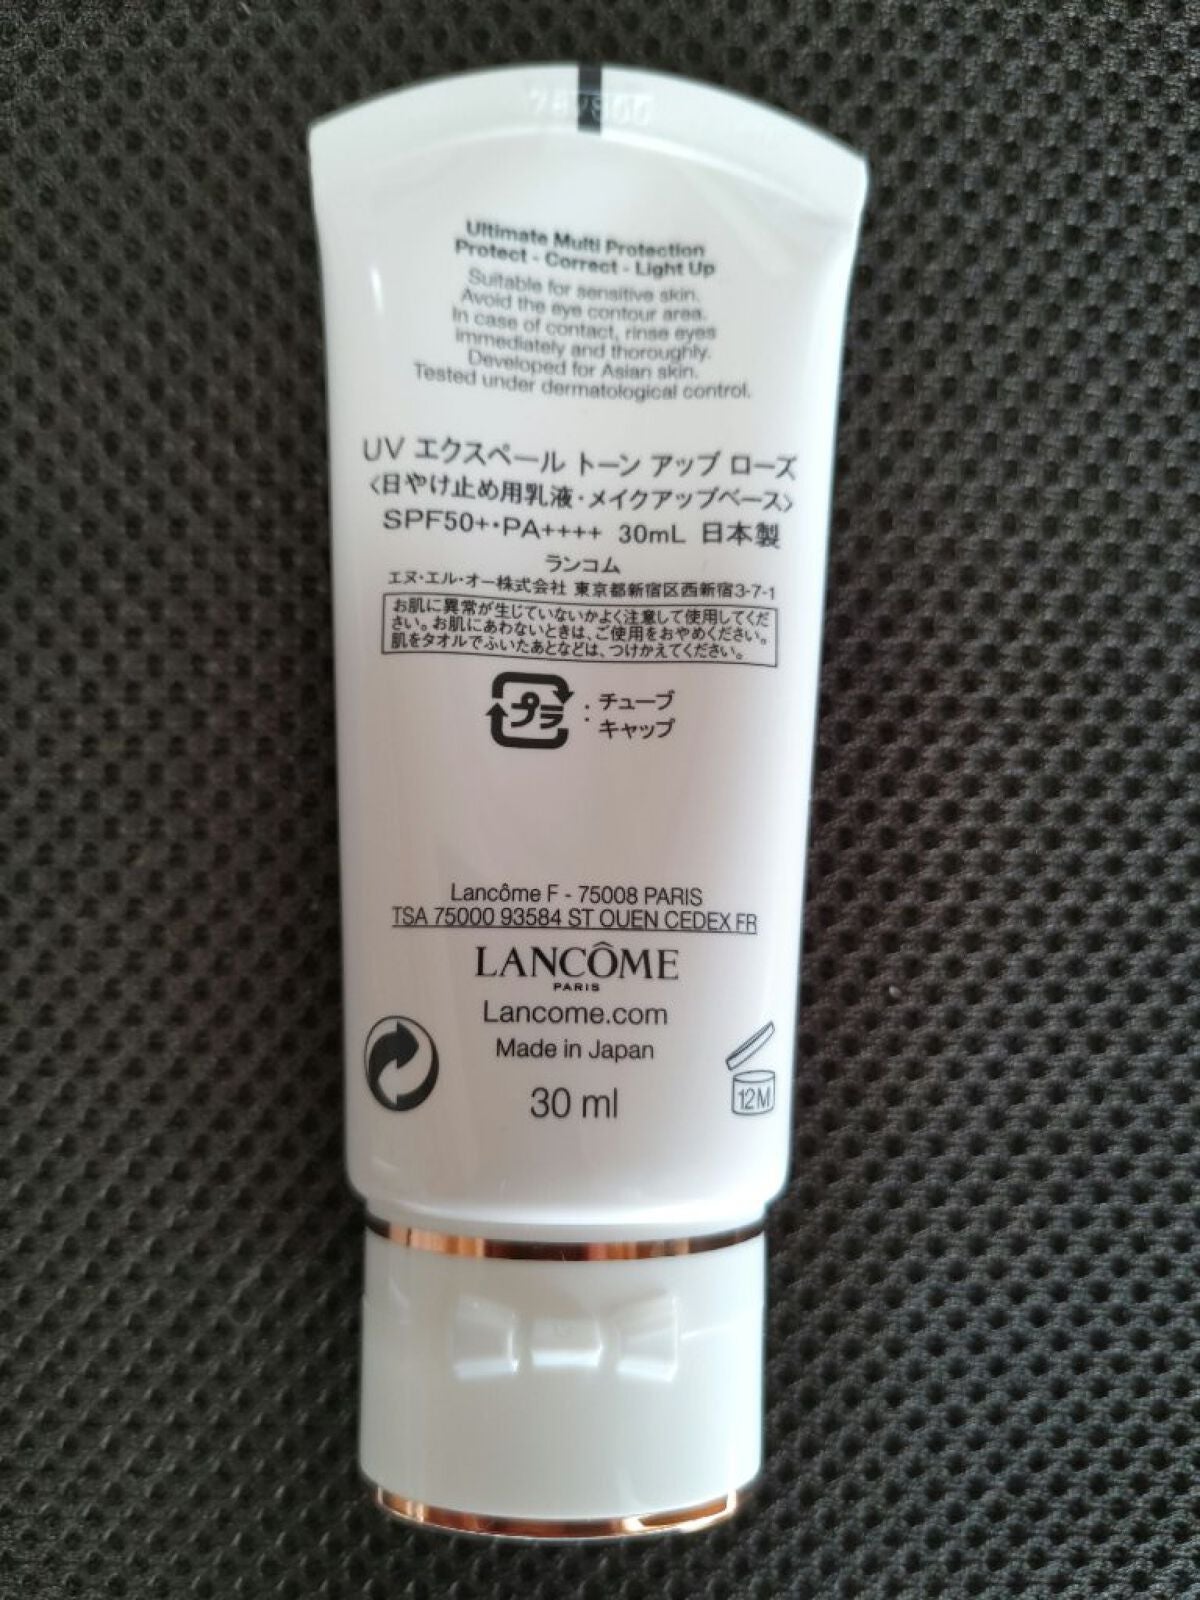 Ultimate Multi Protection
Protect - Correct - Light Up
Suitable for sensitive skin.
Avoid the eye contour area.
In case of contact, rinse eyes
immediately and thoroughly.
Developed for Asian skin.
Tested under dermatological control.
UV エクスペール トーン アップ ローズ
〈日やけ止め用乳液・メイクアップベース〉
SPF50+・PA++++ 30mL 日本製
ランコム
エヌ・エル・オー株式会社 東京都新宿区西新宿3-7-1
お肌に異常が生じていないかよく注意して使用してくだ
さい。お肌にあわないときは、ご使用をおやめください。
肌をタオルでふいたあとなどは、つけかえてください。
プラ : チューブ
: キャップ
Lancôme F - 75008 PARIS
TSA 75000 93584 ST OUEN CEDEX FR
LANCÔME
PARIS
Lancome.com
Made in Japan
30 ml
12M